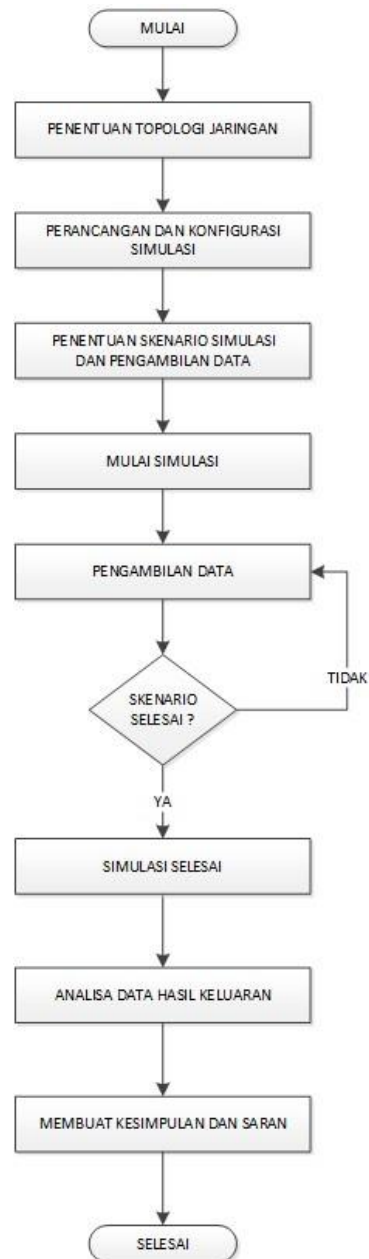 MULAI
PENENTUAN TOPOLOGI JARINGAN
PERANCANGAN DAN KONFIGURASI
SIMULASI
PENENTUAN SKENARIO SIMULASI
DAN PENGAMBILAN DATA
MULAI SIMULASI
PENGAMBILAN DATA
TIDAK
SKENARIO
SELESAI ?
YA
SIMULASI SELESAI
ANALISA DATA HASIL KELUARAN
MEMBUAT KESIMPULAN DAN SARAN
SELESAI